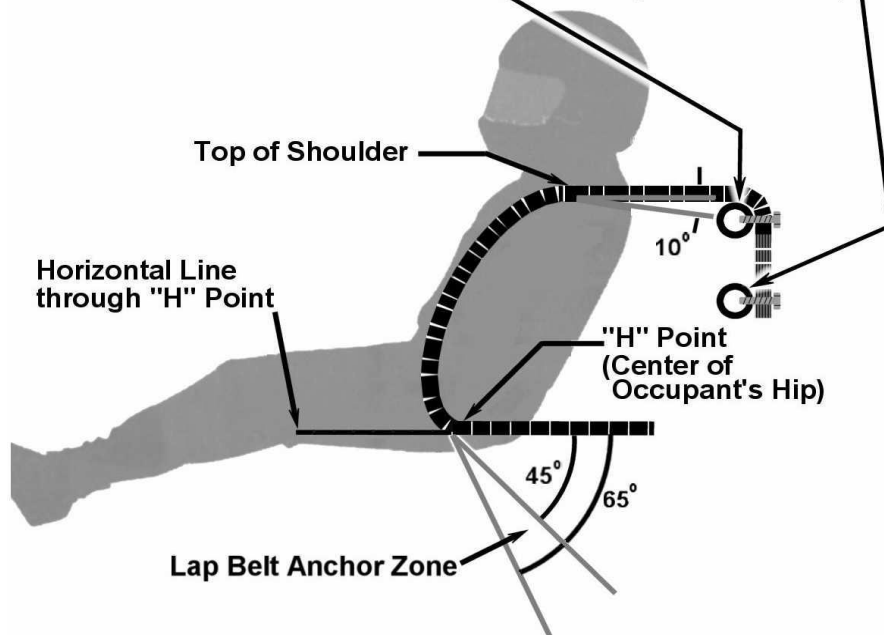 Top of Shoulder
10°
Horizontal Line
through "H" Point
"H" Point
(Center of
Occupant's Hip)
45°
65°
Lap Belt Anchor Zone